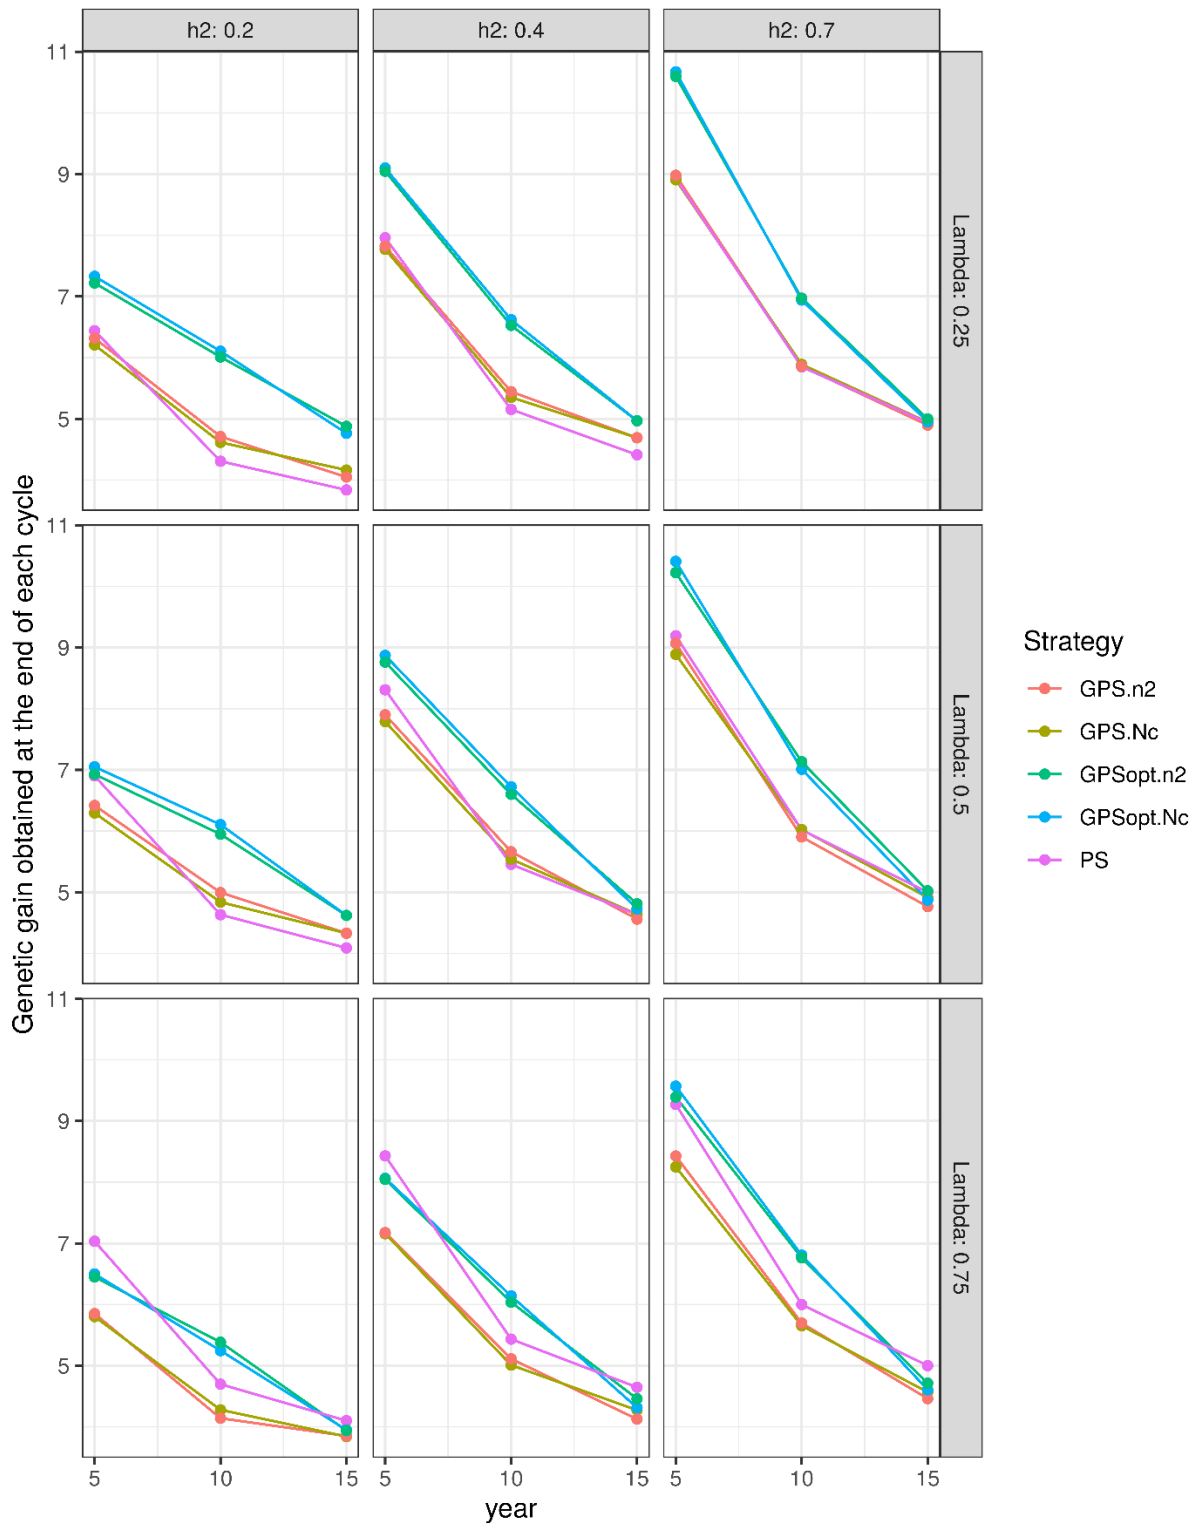 h2: 0.2
h2: 0.4
h2: 0.7
11
9
7
5
Lambda: 0.25
11
9
7
5
Lambda: 0.5
11
9
7
5
Lambda: 0.75
5
10
15
5
10
15
5
10
15
year
Genetic gain obtained at the end of each cycle
Strategy
GPS.n2
GPS.Nc
GPSopt.n2
GPSopt.Nc
PS